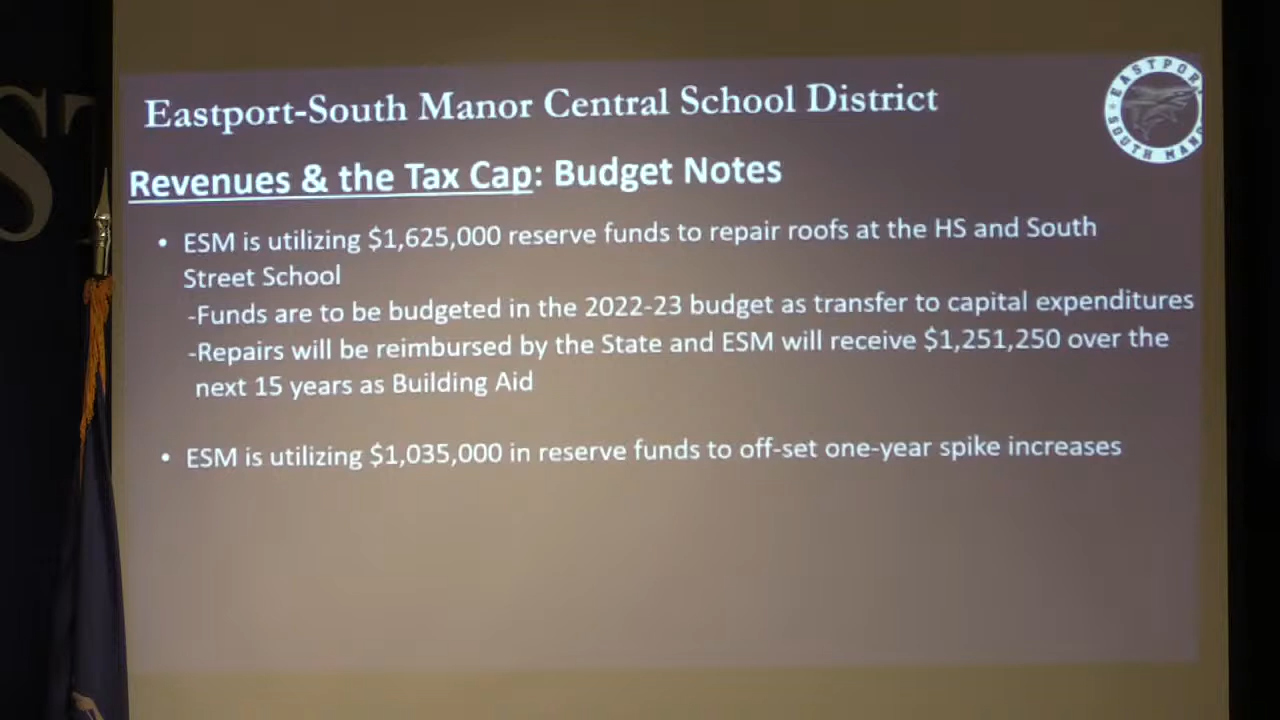 Eastport-South Manor Central School District
EASTPOR
SOUTH MANO
Revenues & the Tax Cap: Budget Notes
• ESM is utilizing $1,625,000 reserve funds to repair roofs at the HS and South
Street School
-Funds are to be budgeted in the 2022-23 budget as transfer to capital expenditures
-Repairs will be reimbursed by the State and ESM will receive $1,251,250 over the
next 15 years as Building Aid
• ESM is utilizing $1,035,000 in reserve funds to off-set one-year spike increases
ST